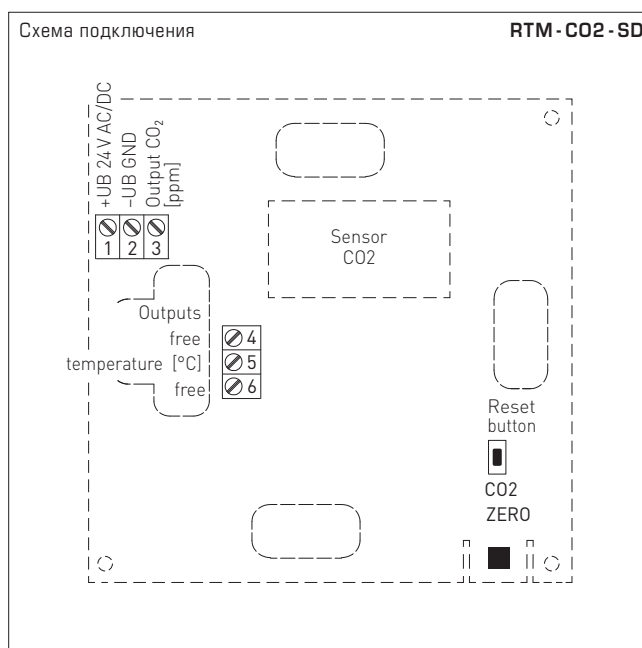 Схема подключения
RTM-CO2-SD
+UB 24V AC/DC
–UB GND
Output CO₂
[ppm]
1 2 3
Sensor
CO2
Outputs
free 4
temperature [°C] 5
free 6
Reset
button
CO2
ZERO